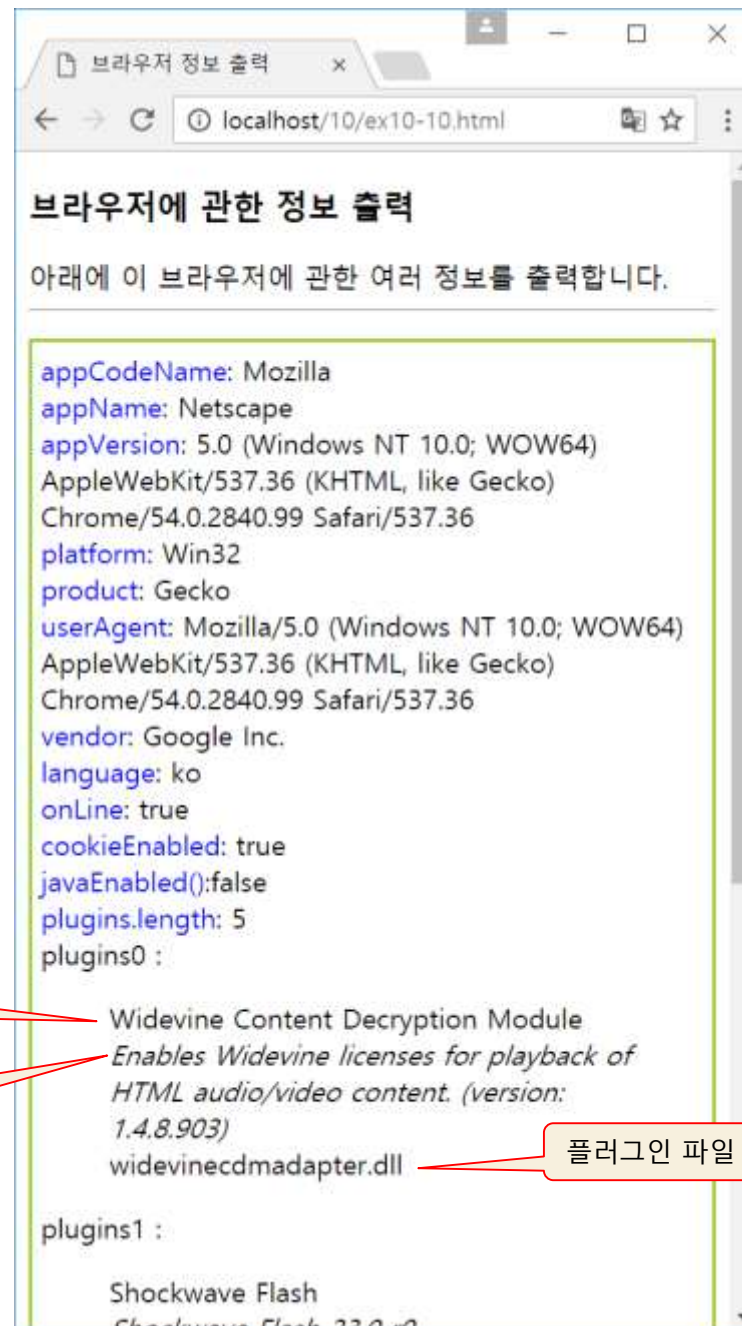 브라우저 정보 출력
localhost/10/ex10-10.html
브라우저에 관한 정보 출력
아래에 이 브라우저에 관한 여러 정보를 출력합니다.
appCodeName: Mozilla
appName: Netscape
appVersion: 5.0 (Windows NT 10.0; WOW64)
AppleWebKit/537.36 (KHTML, like Gecko)
Chrome/54.0.2840.99 Safari/537.36
platform: Win32
product: Gecko
userAgent: Mozilla/5.0 (Windows NT 10.0; WOW64)
AppleWebKit/537.36 (KHTML, like Gecko)
Chrome/54.0.2840.99 Safari/537.36
vendor: Google Inc.
language: ko
onLine: true
cookieEnabled: true
javaEnabled():false
plugins.length: 5
plugins0 :
Widevine Content Decryption Module
Enables Widevine licenses for playback of
HTML audio/video content. (version:
1.4.8.903)
widevinecdmadapter.dll
플러그인 파일
plugins1 :
Shockwave Flash
Shockwave Flash 23.0 r0